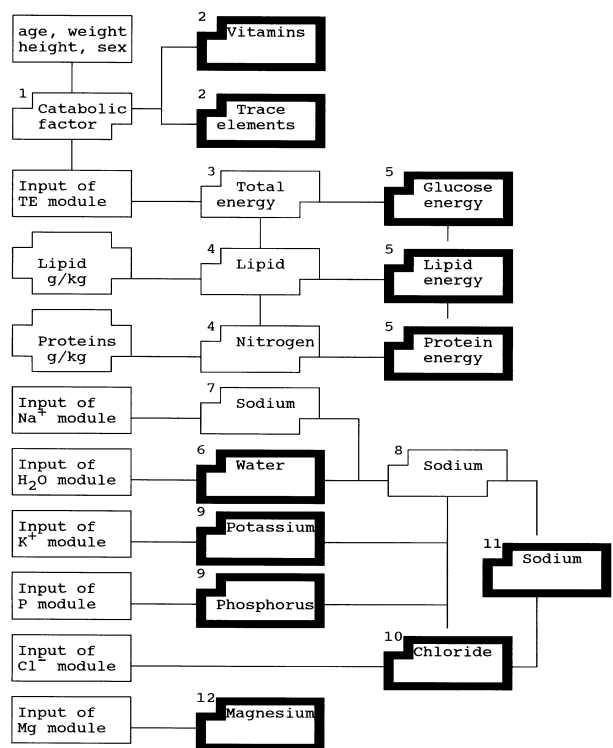 age, weight
height, sex
2
Vitamins
1
Catabolic
factor
2
Trace
elements
Input of
TE module
3
Total
energy
5
Glucose
energy
Lipid
g/kg
4
Lipid
5
Lipid
energy
Proteins
g/kg
4
Nitrogen
5
Protein
energy
Input of
Na+ module
7
Sodium
Input of
H2O module
6
Water
8
Sodium
Input of
K+ module
9
Potassium
11
Sodium
Input of
P module
9
Phosphorus
Input of
Cl− module
10
Chloride
Input of
Mg module
12
Magnesium